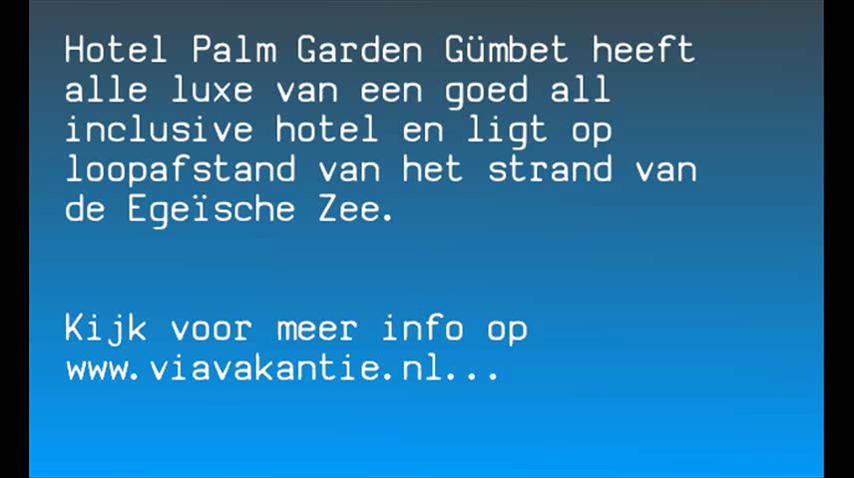 Hotel Palm Garden Gümbet heeft
alle luxe van een goed all
inclusive hotel en ligt op
loopafstand van het strand van
de Egeïsche Zee.
Kijk voor meer info op
www.viavakantie.nl...